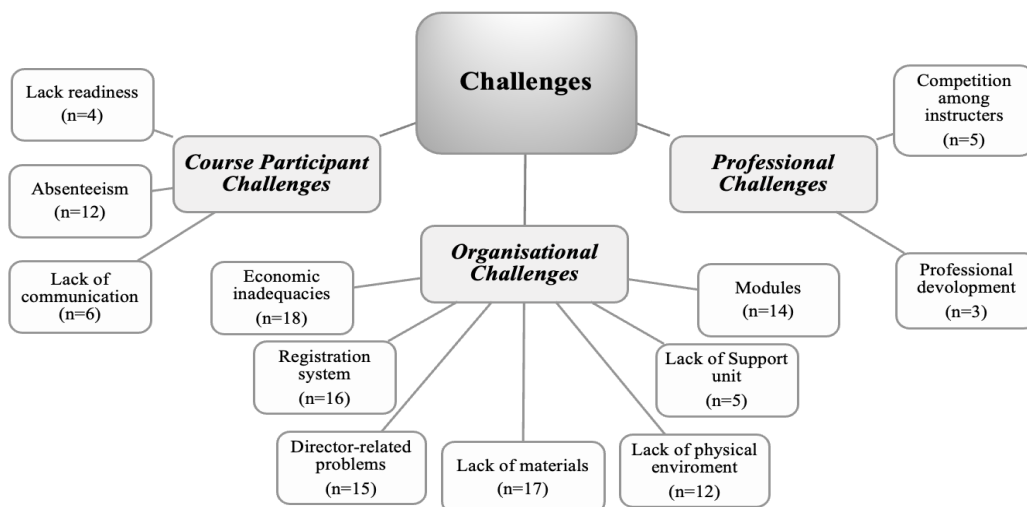 Challenges
Course Participant
Challenges
Lack readiness
(n=4)
Absenteeism
(n=12)
Lack of
communication
(n=6)
Organisational
Challenges
Economic
inadequacies
(n=18)
Registration
system
(n=16)
Director-related
problems
(n=15)
Lack of materials
(n=17)
Lack of physical
enviroment
(n=12)
Lack of Support
unit
(n=5)
Modules
(n=14)
Professional
Challenges
Competition
among
instructers
(n=5)
Professional
devolopment
(n=3)